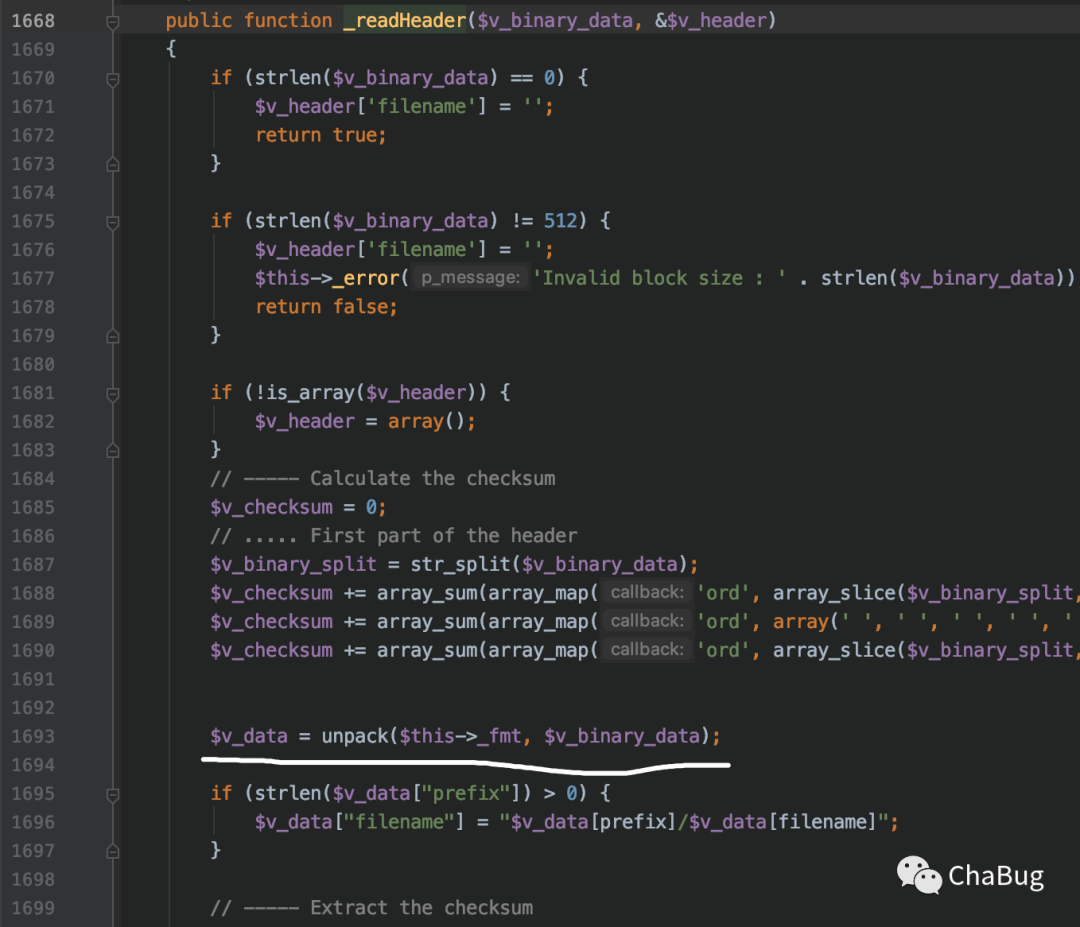 1668 public function _readHeader($v_binary_data, &$v_header)
1669 {
1670 if (strlen($v_binary_data) == 0) {
1671 $v_header['filename'] = '';
1672 return true;
1673 }
1674
1675 if (strlen($v_binary_data) != 512) {
1676 $v_header['filename'] = '';
1677 $this->_error( p_message: 'Invalid block size : ' . strlen($v_binary_data))
1678 return false;
1679 }
1680
1681 if (!is_array($v_header)) {
1682 $v_header = array();
1683 }
1684 // ----- Calculate the checksum
1685 $v_checksum = 0;
1686 // ..... First part of the header
1687 $v_binary_split = str_split($v_binary_data);
1688 $v_checksum += array_sum(array_map( callback: 'ord', array_slice($v_binary_split,
1689 $v_checksum += array_sum(array_map( callback: 'ord', array(' ', ' ', ' ', ' ', '
1690 $v_checksum += array_sum(array_map( callback: 'ord', array_slice($v_binary_split,
1691
1692
1693 $v_data = unpack($this->_fmt, $v_binary_data);
1694
1695 if (strlen($v_data["prefix"]) > 0) {
1696 $v_data["filename"] = "$v_data[prefix]/$v_data[filename]";
1697 }
1698
1699 // ----- Extract the checksum
ChaBug